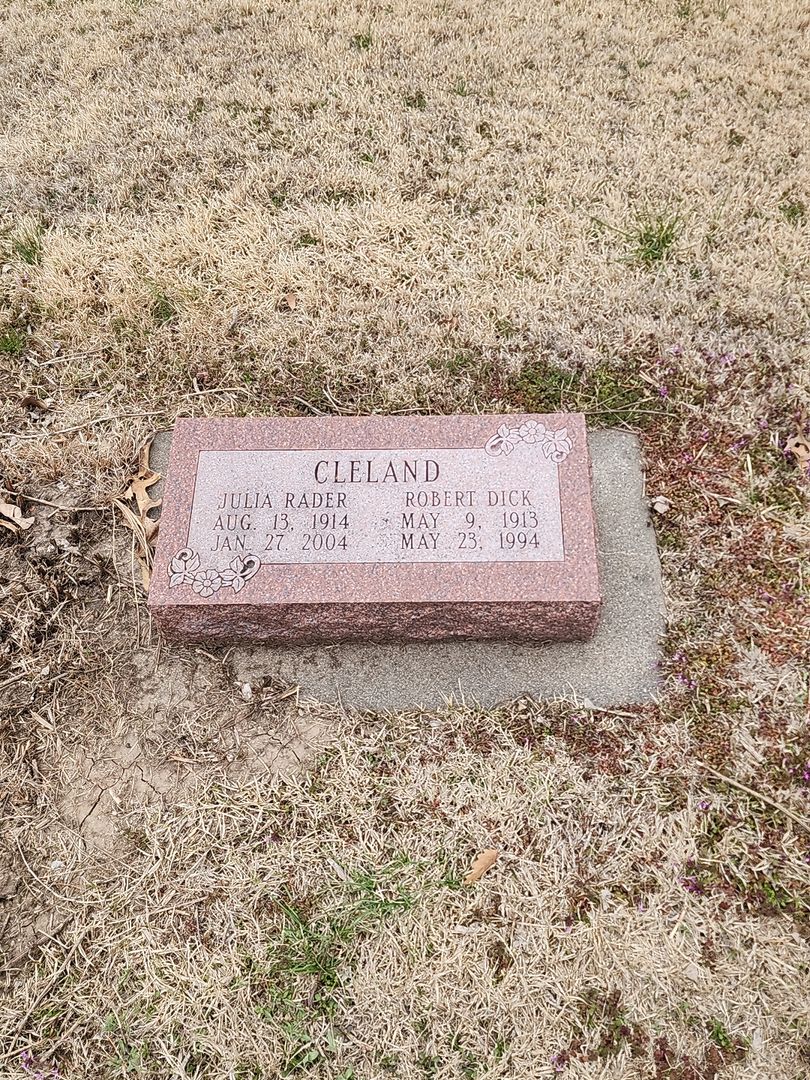 CLELAND
JULIA RADER ROBERT DICK
AUG. 13, 1914 MAY 9, 1913
JAN. 27, 2004 MAY 23, 1994